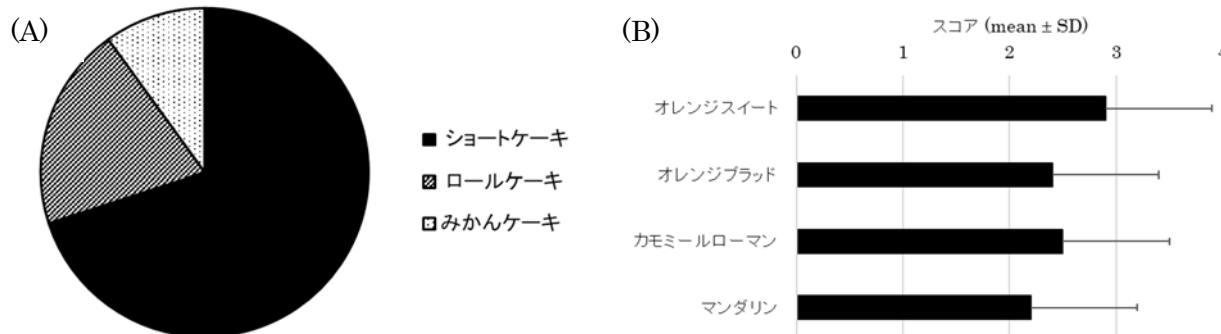 (A)
ショートケーキ
ロールケーキ
みかんケーキ
(B)
スコア (mean ± SD)
0 1 2 3 4
オレンジスイート
オレンジブラッド
カモミールローマン
マンダリン